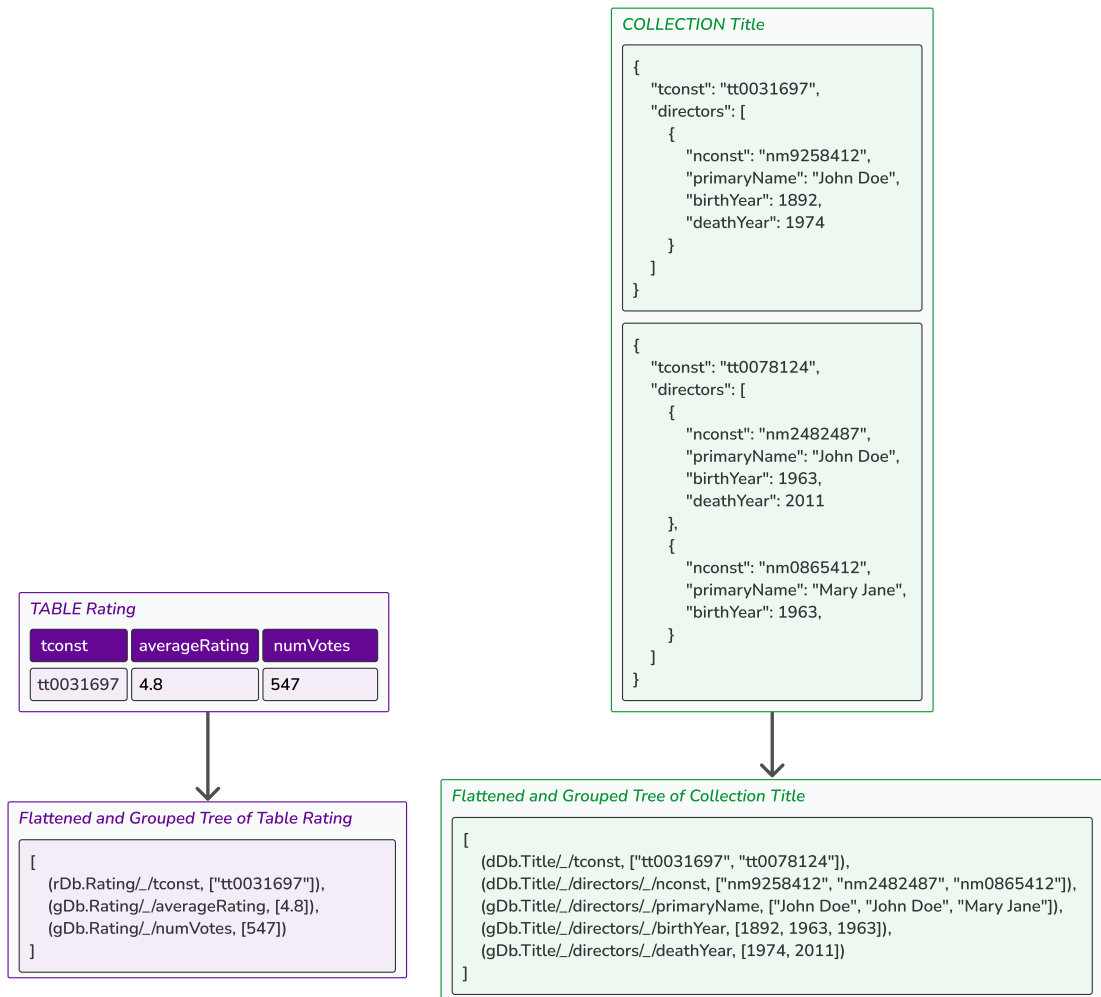 COLLECTION Title
{
"tconst": "tt0031697",
"directors": [
{
"nconst": "nm9258412",
"primaryName": "John Doe",
"birthYear": 1892,
"deathYear": 1974
}
]
}
{
"tconst": "tt0078124",
"directors": [
{
"nconst": "nm2482487",
"primaryName": "John Doe",
"birthYear": 1963,
"deathYear": 2011
},
{
"nconst": "nm0865412",
"primaryName": "Mary Jane",
"birthYear": 1963,
}
]
}
TABLE Rating
tconst averageRating numVotes
tt0031697 4.8 547
Flattened and Grouped Tree of Table Rating
[
(rDb.Rating/_/tconst, ["tt0031697"]),
(gDb.Rating/_/averageRating, [4.8]),
(gDb.Rating/_/numVotes, [547])
]
Flattened and Grouped Tree of Collection Title
[
(dDb.Title/_/tconst, ["tt0031697", "tt0078124"]),
(dDb.Title/_/directors/_/nconst, ["nm9258412", "nm2482487", "nm0865412"]),
(gDb.Title/_/directors/_/primaryName, ["John Doe", "John Doe", "Mary Jane"]),
(gDb.Title/_/directors/_/birthYear, [1892, 1963, 1963]),
(gDb.Title/_/directors/_/deathYear, [1974, 2011])
]